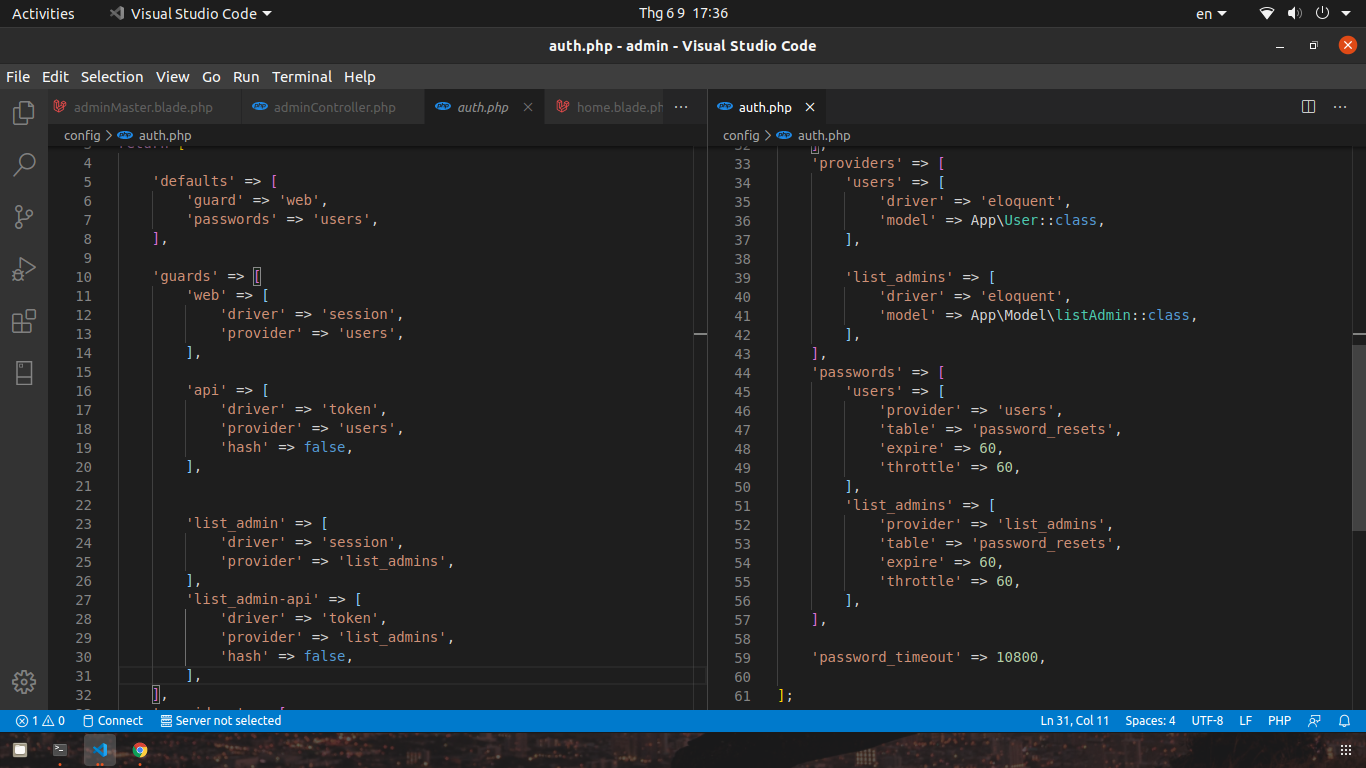 Activities
Visual Studio Code
Thg 6 9 17:36
en
auth.php - admin - Visual Studio Code
File Edit Selection View Go Run Terminal Help
adminMaster.blade.php
adminController.php
auth.php
home.blade.ph
config > auth.php
4
5 'defaults' => [
6 'guard' => 'web',
7 'passwords' => 'users',
8 ],
9
10 'guards' => [
11 'web' => [
12 'driver' => 'session',
13 'provider' => 'users',
14 ],
15
16 'api' => [
17 'driver' => 'token',
18 'provider' => 'users',
19 'hash' => false,
20 ],
21
22
23 'list_admin' => [
24 'driver' => 'session',
25 'provider' => 'list_admins',
26 ],
27 'list_admin-api' => [
28 'driver' => 'token',
29 'provider' => 'list_admins',
30 'hash' => false,
31 ],
32 ],
auth.php
config > auth.php
32 ],
33 'providers' => [
34 'users' => [
35 'driver' => 'eloquent',
36 'model' => App\User::class,
37 ],
38
39 'list_admins' => [
40 'driver' => 'eloquent',
41 'model' => App\Model\listAdmin::class,
42 ],
43 ],
44 'passwords' => [
45 'users' => [
46 'provider' => 'users',
47 'table' => 'password_resets',
48 'expire' => 60,
49 'throttle' => 60,
50 ],
51 'list_admins' => [
52 'provider' => 'list_admins',
53 'table' => 'password_resets',
54 'expire' => 60,
55 'throttle' => 60,
56 ],
57 ],
58
59 'password_timeout' => 10800,
60
61 ];
1 0 Connect Server not selected
Ln 31, Col 11 Spaces: 4 UTF-8 LF PHP